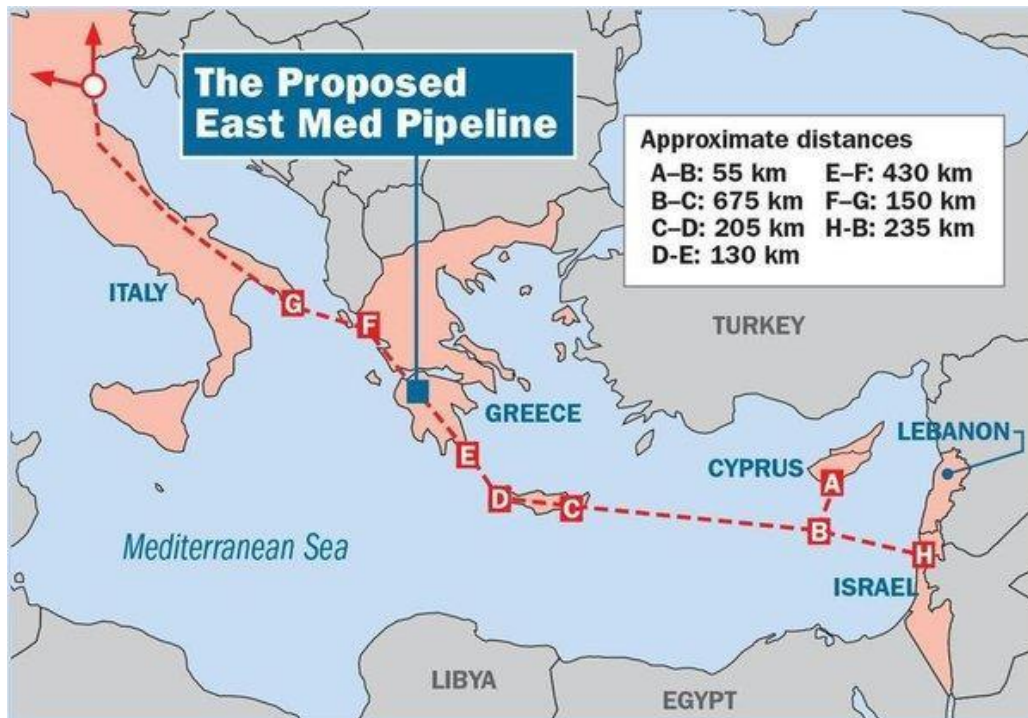 The Proposed
East Med Pipeline
Approximate distances
A–B: 55 km E–F: 430 km
B–C: 675 km F–G: 150 km
C–D: 205 km H-B: 235 km
D-E: 130 km
ITALY
G
F
TURKEY
GREECE
LEBANON
E
CYPRUS
A
D
C
B
Mediterranean Sea
H
ISRAEL
LIBYA
EGYPT